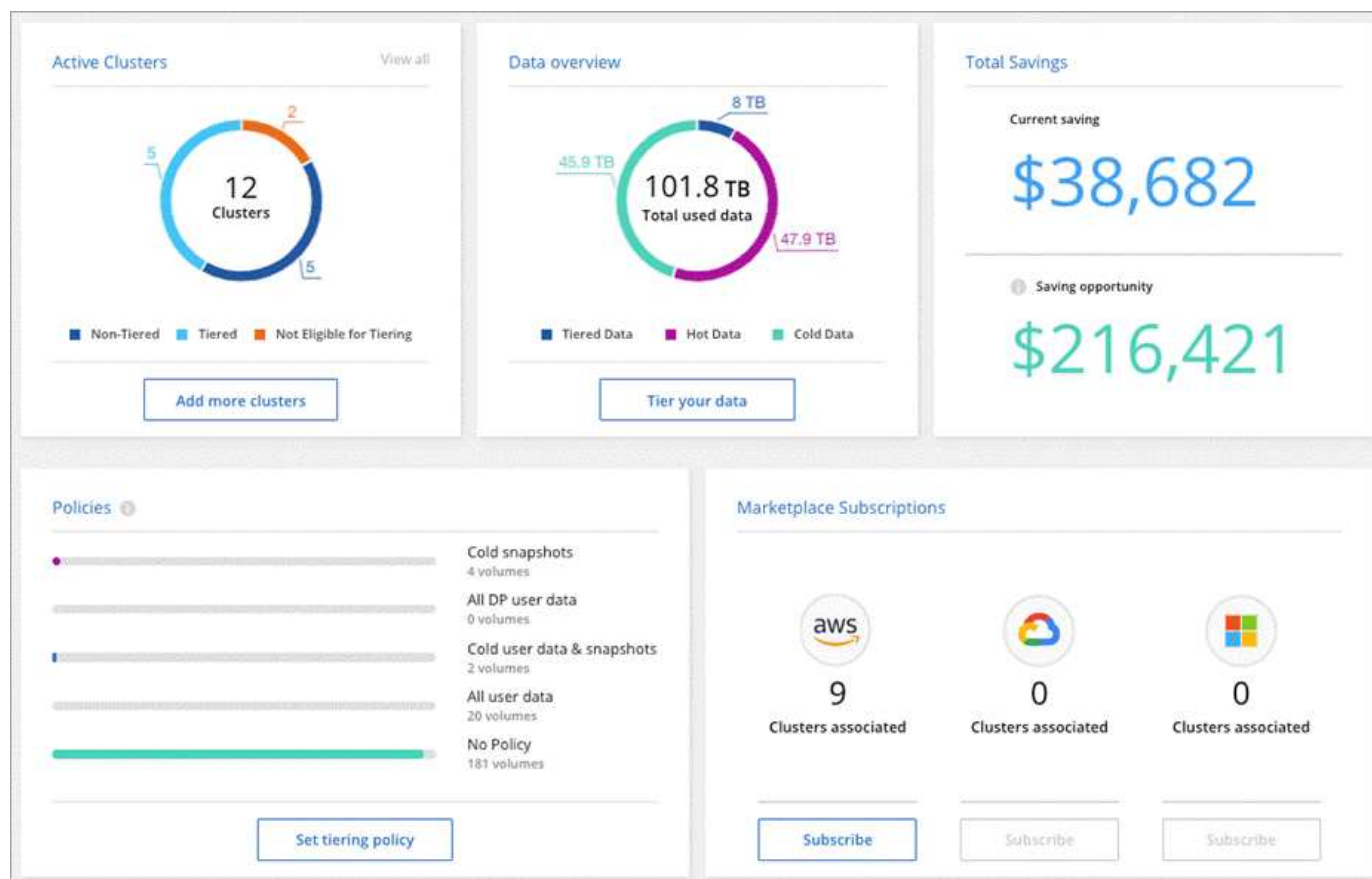 Active Clusters
View all
2
5
12
Clusters
5
Non-Tiered
Tiered
Not Eligible for Tiering
Add more clusters
Data overview
8 TB
45.9 TB
101.8 TB
Total used data
47.9 TB
Tiered Data
Hot Data
Cold Data
Tier your data
Total Savings
Current saving
$38,682
Saving opportunity
$216,421
Policies
Cold snapshots
4 volumes
All DP user data
0 volumes
Cold user data & snapshots
2 volumes
All user data
20 volumes
No Policy
181 volumes
Set tiering policy
Marketplace Subscriptions
aws
9
Clusters associated
Subscribe
0
Clusters associated
Subscribe
0
Clusters associated
Subscribe